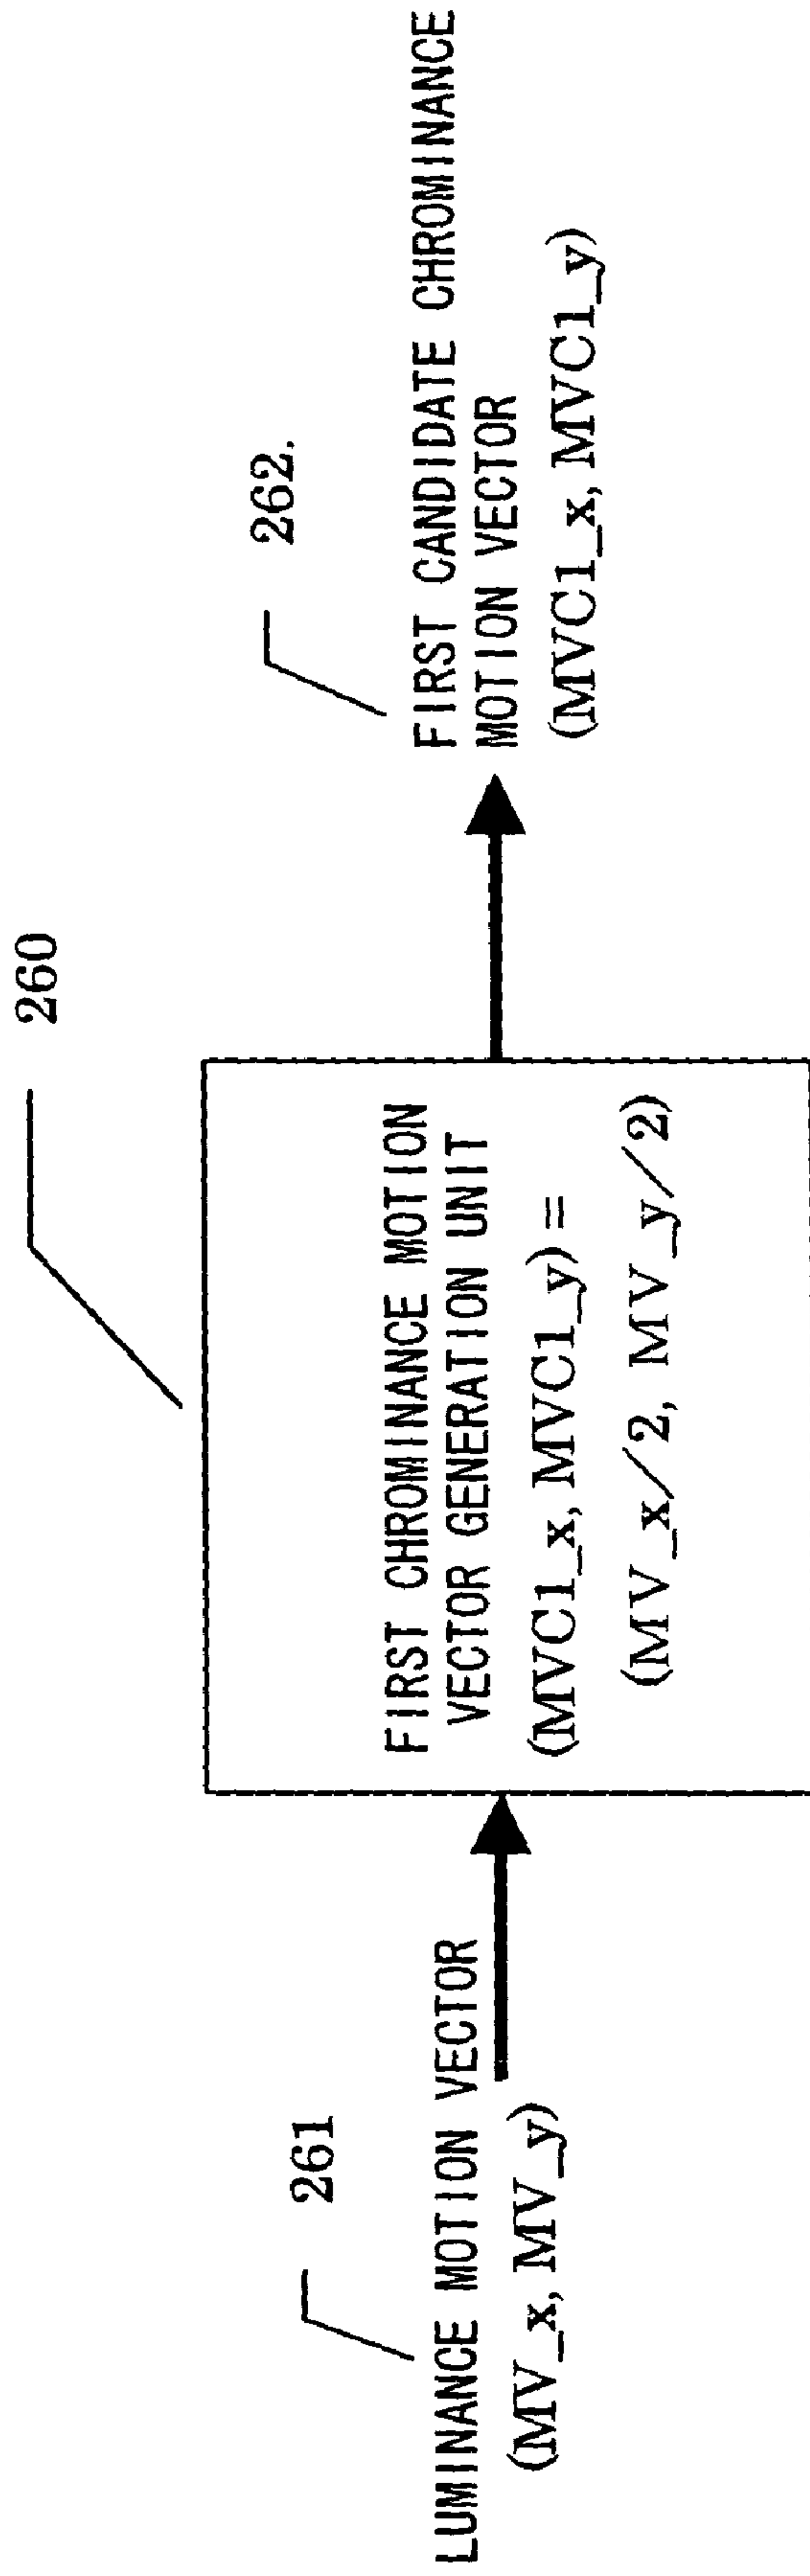 260
261
LUMINANCE MOTION VECTOR
(MV_x, MV_y)
FIRST CHROMINANCE MOTION
VECTOR GENERATION UNIT
(MVC1_x, MVC1_y) =
(MV_x/2, MV_y/2)
262.
FIRST CANDIDATE CHROMINANCE
MOTION VECTOR
(MVC1_x, MVC1_y)